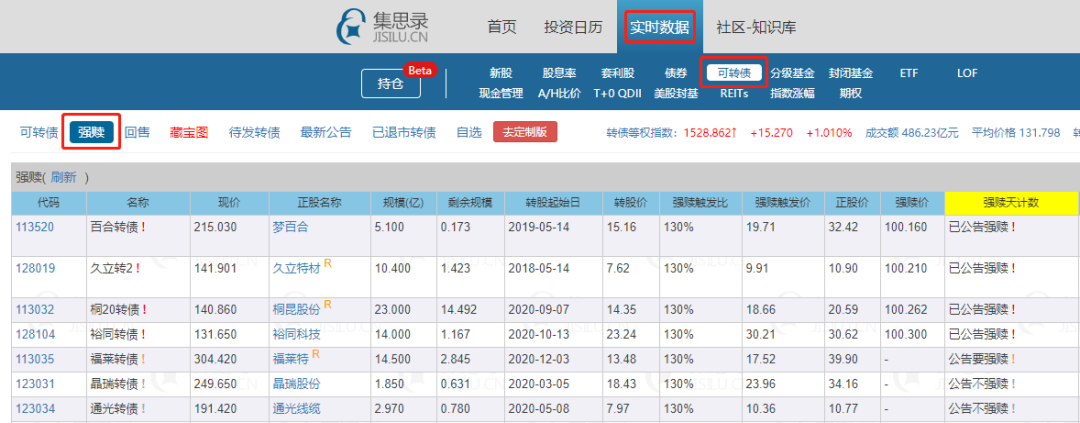 集思录 首页 投资日历 实时数据 社区-知识库
JISILU.CN
Beta
持仓
新股 股息率 套利股 债券 可转债 分级基金 封闭基金 ETF LOF
现金管理 A/H比价 T+0 QDII 美股封基 REITs 指数涨幅 期权
可转债 强赎 回售 藏宝图 待发转债 最新公告 已退市转债 自选 去定制版 转债等权指数: 1528.862↑ +15.270 +1.010% 成交额 486.23亿元 平均价格 131.798
强赎( 刷新 )
代码 名称 现价 正股名称 规模(亿) 剩余规模 转股起始日 转股价 强赎触发比 强赎触发价 正股价 强赎价 强赎天计数
113520 百合转债! 215.030 梦百合 5.100 0.173 2019-05-14 15.16 130% 19.71 32.42 100.160 已公告强赎!
128019 久立转2! 141.901 久立特材 R 10.400 1.423 2018-05-14 7.62 130% 9.91 10.90 100.210 已公告强赎!
113032 桐20转债! 140.860 桐昆股份 R 23.000 14.492 2020-09-07 14.35 130% 18.66 20.59 100.262 已公告强赎!
128104 裕同转债! 131.650 裕同科技 14.000 1.167 2020-10-13 23.24 130% 30.21 30.62 100.300 已公告强赎!
113035 福莱转债! 304.420 福莱特 R 14.500 2.845 2020-12-03 13.48 130% 17.52 39.90 - 公告要强赎!
123031 晶瑞转债! 249.650 晶瑞股份 1.850 0.631 2020-03-05 18.43 130% 23.96 34.16 - 公告不强赎!
123034 通光转债! 191.420 通光线缆 2.970 0.780 2020-05-08 7.97 130% 10.36 10.77 - 公告不强赎!